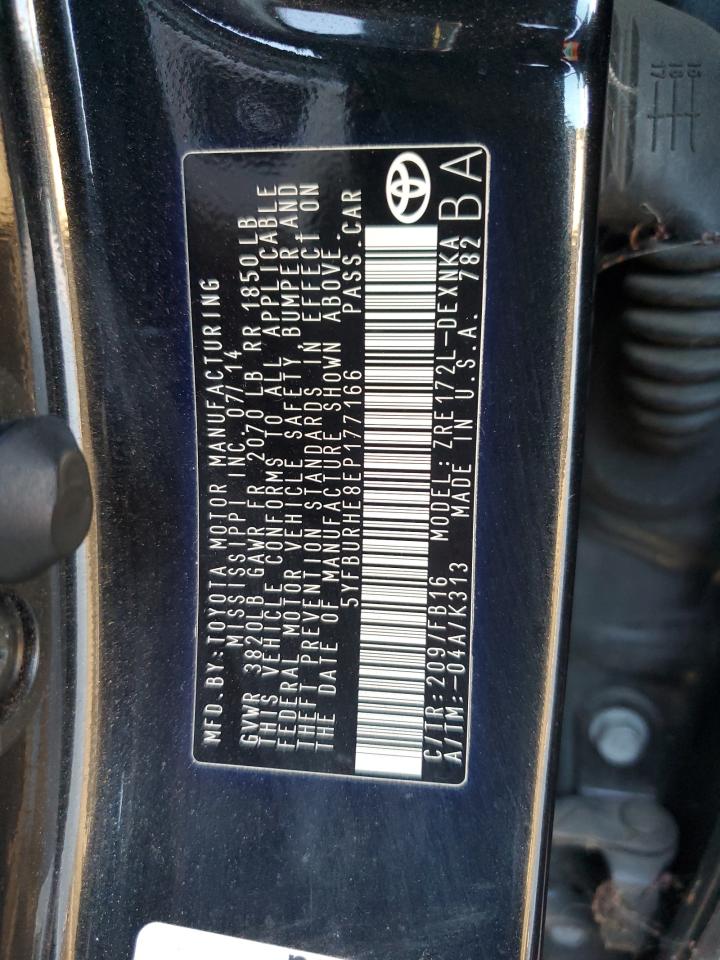 MFD.BY:TOYOTA MOTOR MANUFACTURING
MISSISSIPPI INC. 07/14
GVWR 3820LB GAWR FR 2070 LB RR 1850LB
THIS VEHICLE CONFORMS TO ALL APPLICABLE
FEDERAL MOTOR VEHICLE SAFETY BUMPER AND
THEFT PREVENTION STANDARDS IN EFFECT ON
THE DATE OF MANUFACTURE SHOWN ABOVE.
5YFBURHE8EP177166 PASS.CAR
C/TR:209/FB16 MODEL:ZRE172L-DEXNKA
A/TM:-04A/K313 MADE IN U.S.A. 782
BA
17 18 19